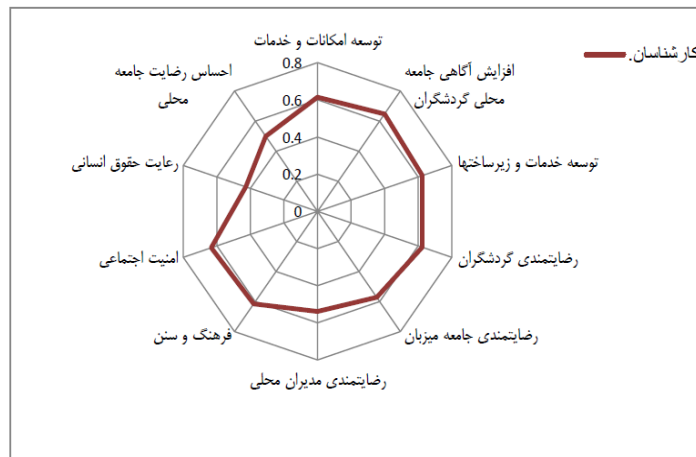 توسعه امکانات و خدمات
افزایش آگاهی جامعه
محلی گردشگران
توسعه خدمات و زیرساختها
رضایتمندی گردشگران
رضایتمندی جامعه میزبان
رضایتمندی مدیران محلی
فرهنگ و سنن
امنیت اجتماعی
رعایت حقوق انسانی
احساس رضایت جامعه
محلی
0.8
0.6
0.4
0.2
0
کارشناسان.